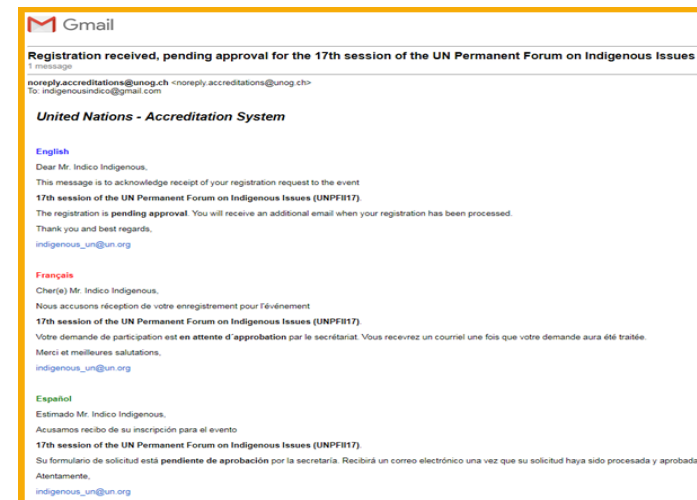 Gmail
Registration received, pending approval for the 17th session of the UN Permanent Forum on Indigenous Issues
1 message
noreply.accreditations@unog.ch <noreply.accreditations@unog.ch>
To: indigenousindico@gmail.com
United Nations - Accreditation System
English
Dear Mr. Indico Indigenous,
This message is to acknowledge receipt of your registration request to the event
17th session of the UN Permanent Forum on Indigenous Issues (UNPFII17).
The registration is pending approval. You will receive an additional email when your registration has been processed.
Thank you and best regards,
indigenous_un@un.org
Français
Cher(e) Mr. Indico Indigenous,
Nous accusons réception de votre enregistrement pour l'événement
17th session of the UN Permanent Forum on Indigenous Issues (UNPFII17).
Votre demande de participation est en attente d´approbation par le secrétariat. Vous recevrez un courriel une fois que votre demande aura été traitée.
Merci et meilleures salutations,
indigenous_un@un.org
Español
Estimado Mr. Indico Indigenous,
Acusamos recibo de su inscripción para el evento
17th session of the UN Permanent Forum on Indigenous Issues (UNPFII17).
Su formulario de solicitud está pendiente de aprobación por la secretaría. Recibirá un correo electrónico una vez que su solicitud haya sido procesada y aprobada
Atentamente,
indigenous_un@un.org